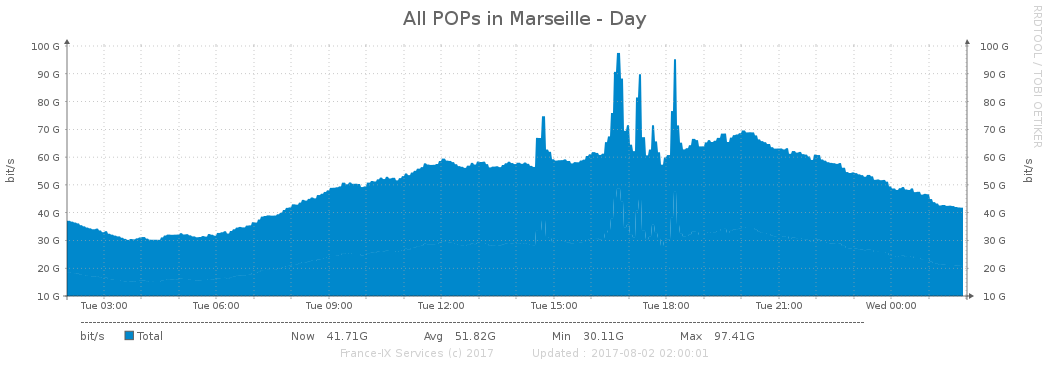 All POPs in Marseille - Day
RRDTOOL / TOBI OETIKER
100 G 100 G
90 G 90 G
80 G 80 G
70 G 70 G
60 G 60 G
50 G 50 G
40 G 40 G
30 G 30 G
20 G 20 G
10 G 10 G
bit/s
bit/s
Tue 03:00 Tue 06:00 Tue 09:00 Tue 12:00 Tue 15:00 Tue 18:00 Tue 21:00 Wed 00:00
bit/s Total Now 41.71G Avg 51.82G Min 30.11G Max 97.41G
France-IX Services (c) 2017 Updated : 2017-08-02 02:00:01